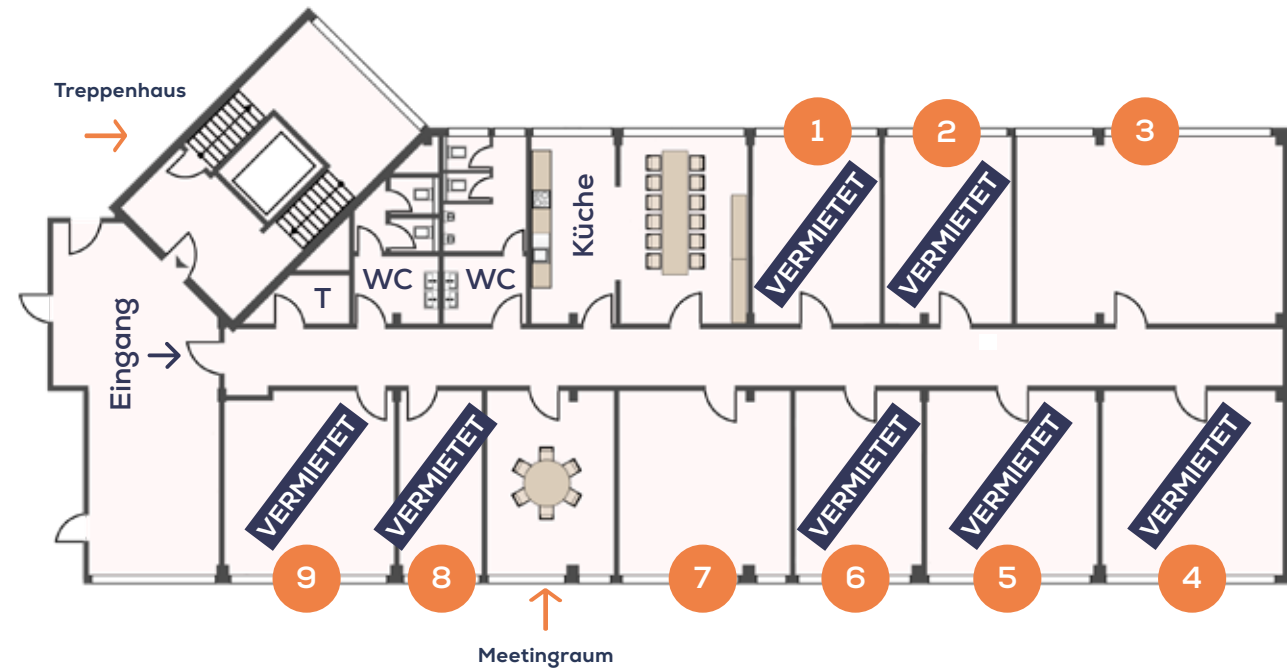 Treppenhaus
1
2
3
VERMIETET
VERMIETET
Küche
WC
WC
T
Eingang
VERMIETET
VERMIETET
VERMIETET
VERMIETET
VERMIETET
9
8
7
6
5
4
Meetingraum